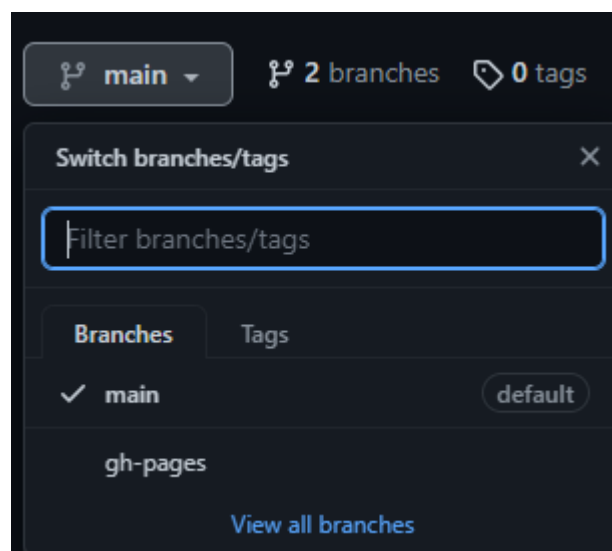 main 2 branches 0 tags
Switch branches/tags
Filter branches/tags
Branches Tags
main default
gh-pages
View all branches